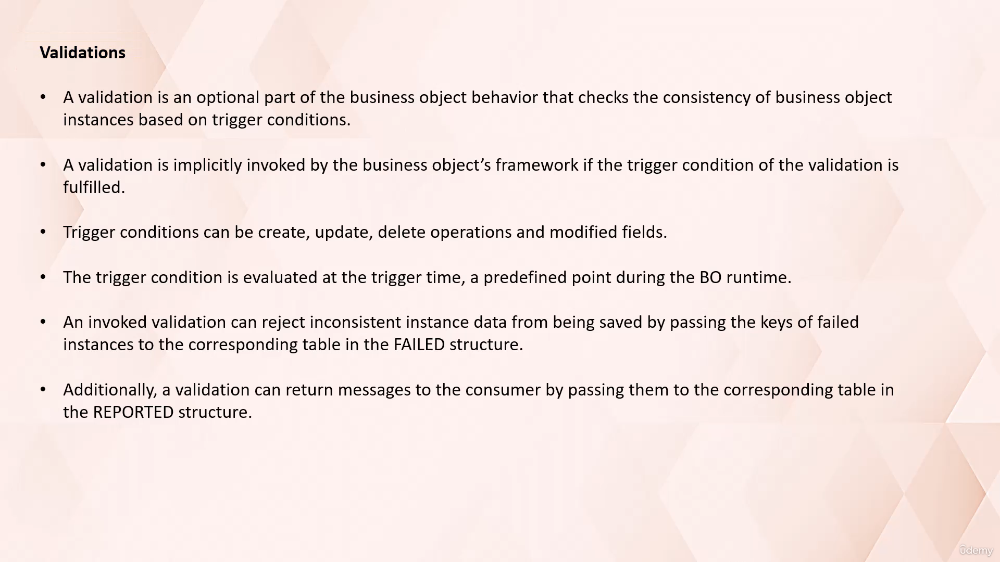 Validations
• A validation is an optional part of the business object behavior that checks the consistency of business object
instances based on trigger conditions.
• A validation is implicitly invoked by the business object’s framework if the trigger condition of the validation is
fulfilled.
• Trigger conditions can be create, update, delete operations and modified fields.
• The trigger condition is evaluated at the trigger time, a predefined point during the BO runtime.
• An invoked validation can reject inconsistent instance data from being saved by passing the keys of failed
instances to the corresponding table in the FAILED structure.
• Additionally, a validation can return messages to the consumer by passing them to the corresponding table in
the REPORTED structure.
ûdemy